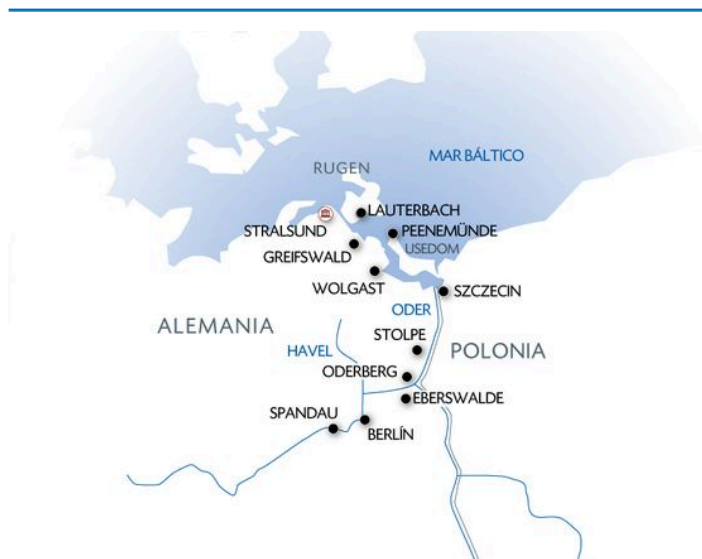 MAR BÁLTICO
RUGEN
LAUTERBACH
STRALSUND
PEENEMÜNDE
USEDOM
GREIFSWALD
WOLGAST
SZCZECIN
ODER
ALEMANIA
STOLPE
HAVEL
POLONIA
ODERBERG
EBERSWALDE
SPANDAU
BERLÍN